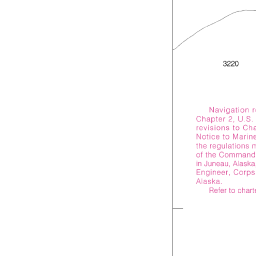 3220
Navigation r
Chapter 2, U.S.
revisions to Cha
Notice to Marine
the regulations m
of the Command
in Juneau, Alaska
Engineer, Corps
Alaska.
Refer to charte